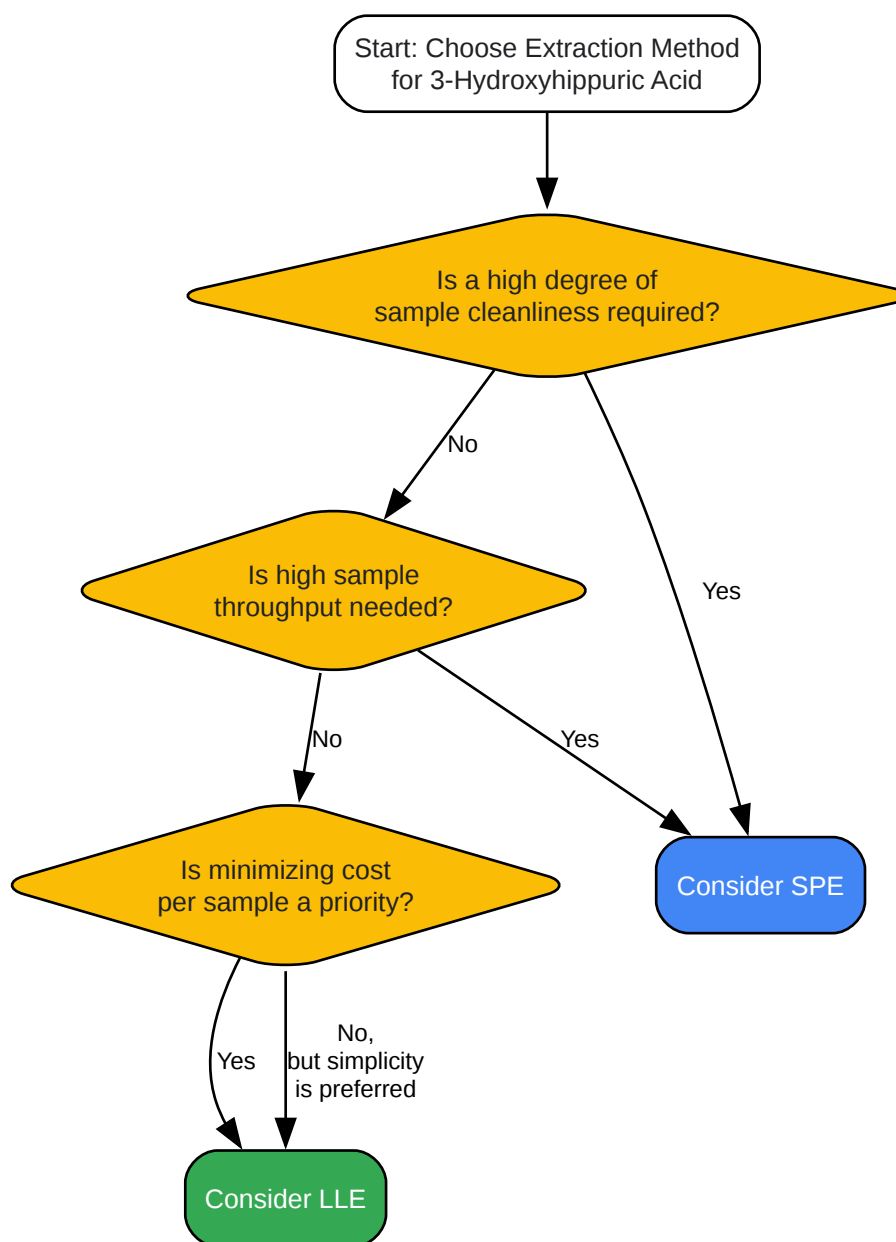 Start: Choose Extraction Method
for 3-Hydroxyhippuric Acid
Is a high degree of
sample cleanliness required?
No
Yes
Is high sample
throughput needed?
No
Yes
Is minimizing cost
per sample a priority?
Consider SPE
Yes
No,
but simplicity
is preferred
Consider LLE